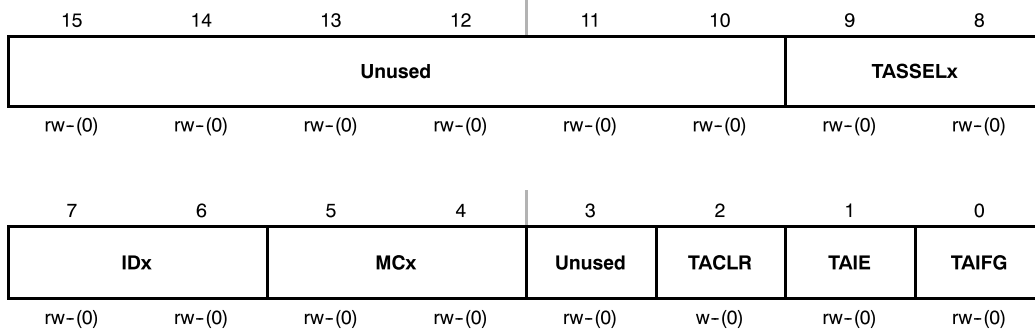 15 14 13 12 11 10 9 8
Unused TASSELx
rw-(0) rw-(0) rw-(0) rw-(0) rw-(0) rw-(0) rw-(0) rw-(0)
7 6 5 4 3 2 1 0
IDx MCx Unused TACLR TAIE TAIFG
rw-(0) rw-(0) rw-(0) rw-(0) rw-(0) w-(0) rw-(0) rw-(0)